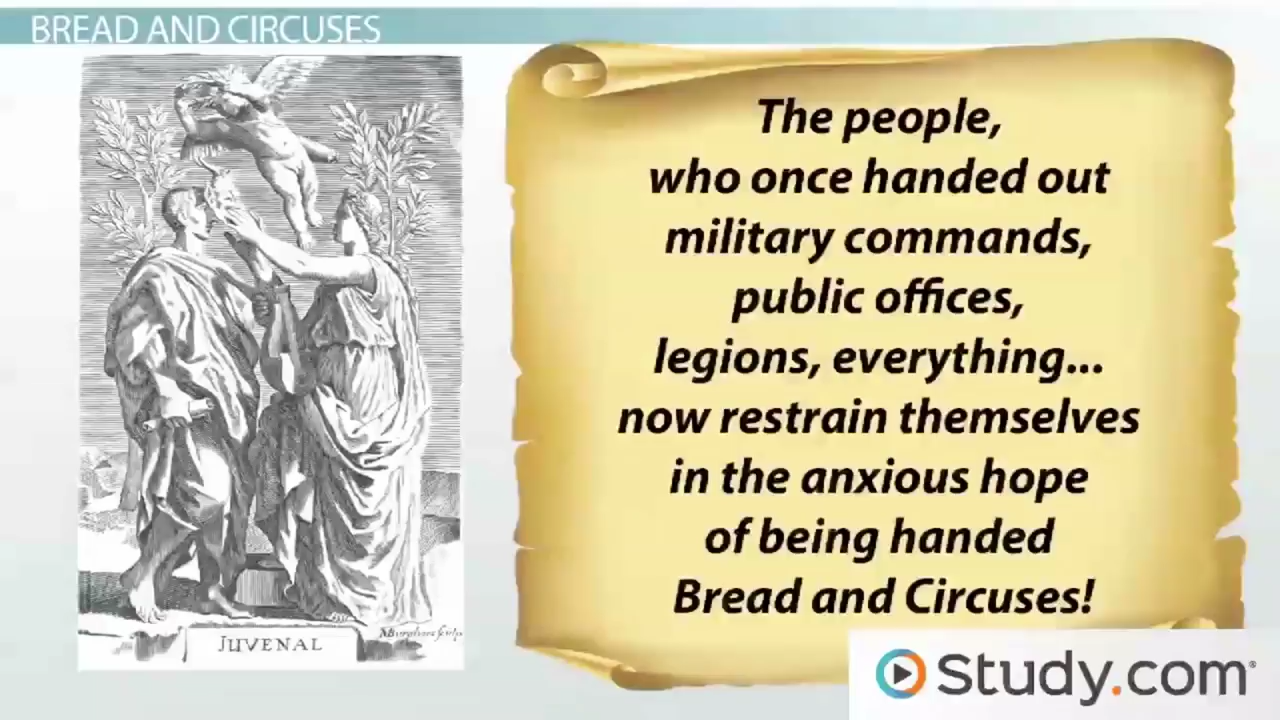 BREAD AND CIRCUSES
The people,
who once handed out
military commands,
public offices,
legions, everything...
now restrain themselves
in the anxious hope
of being handed
Bread and Circuses!
JUVENAL
Study.com